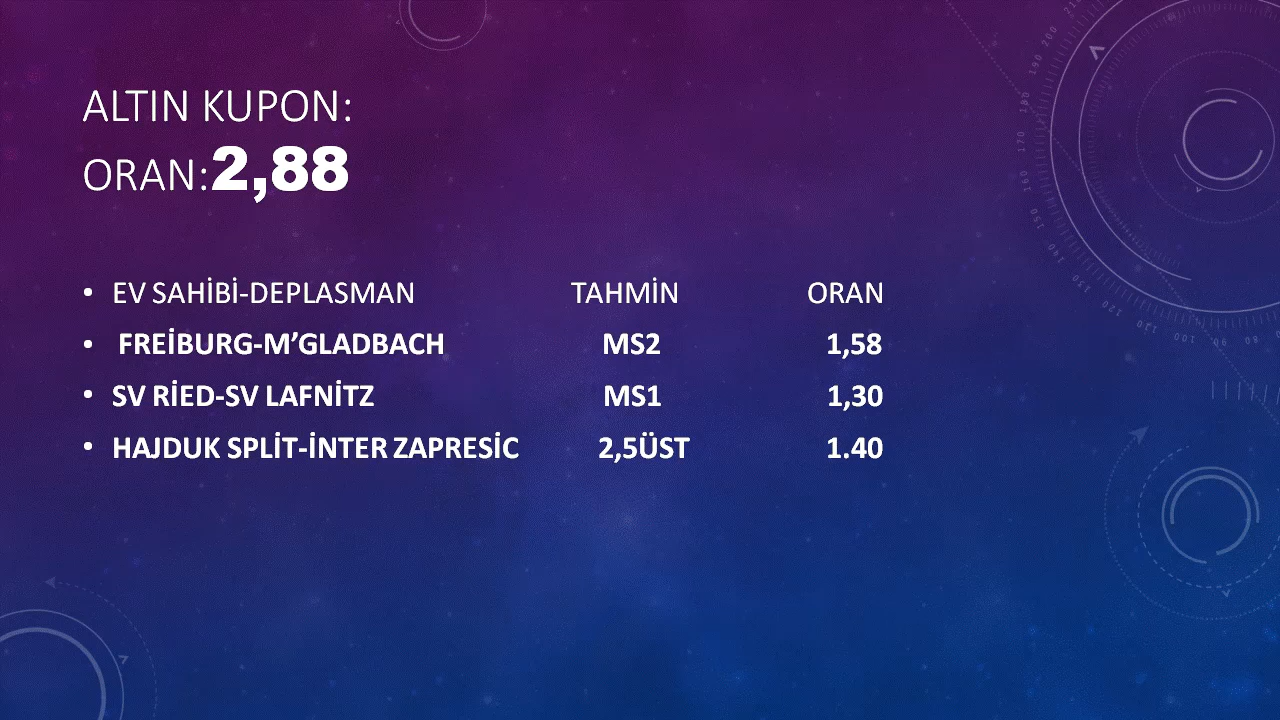 ALTIN KUPON:
ORAN:2,88
• EV SAHİBİ-DEPLASMAN TAHMİN ORAN
• FREİBURG-M’GLADBACH MS2 1,58
• SV RİED-SV LAFNİTZ MS1 1,30
• HAJDUK SPLİT-İNTER ZAPRESİC 2,5ÜST 1.40